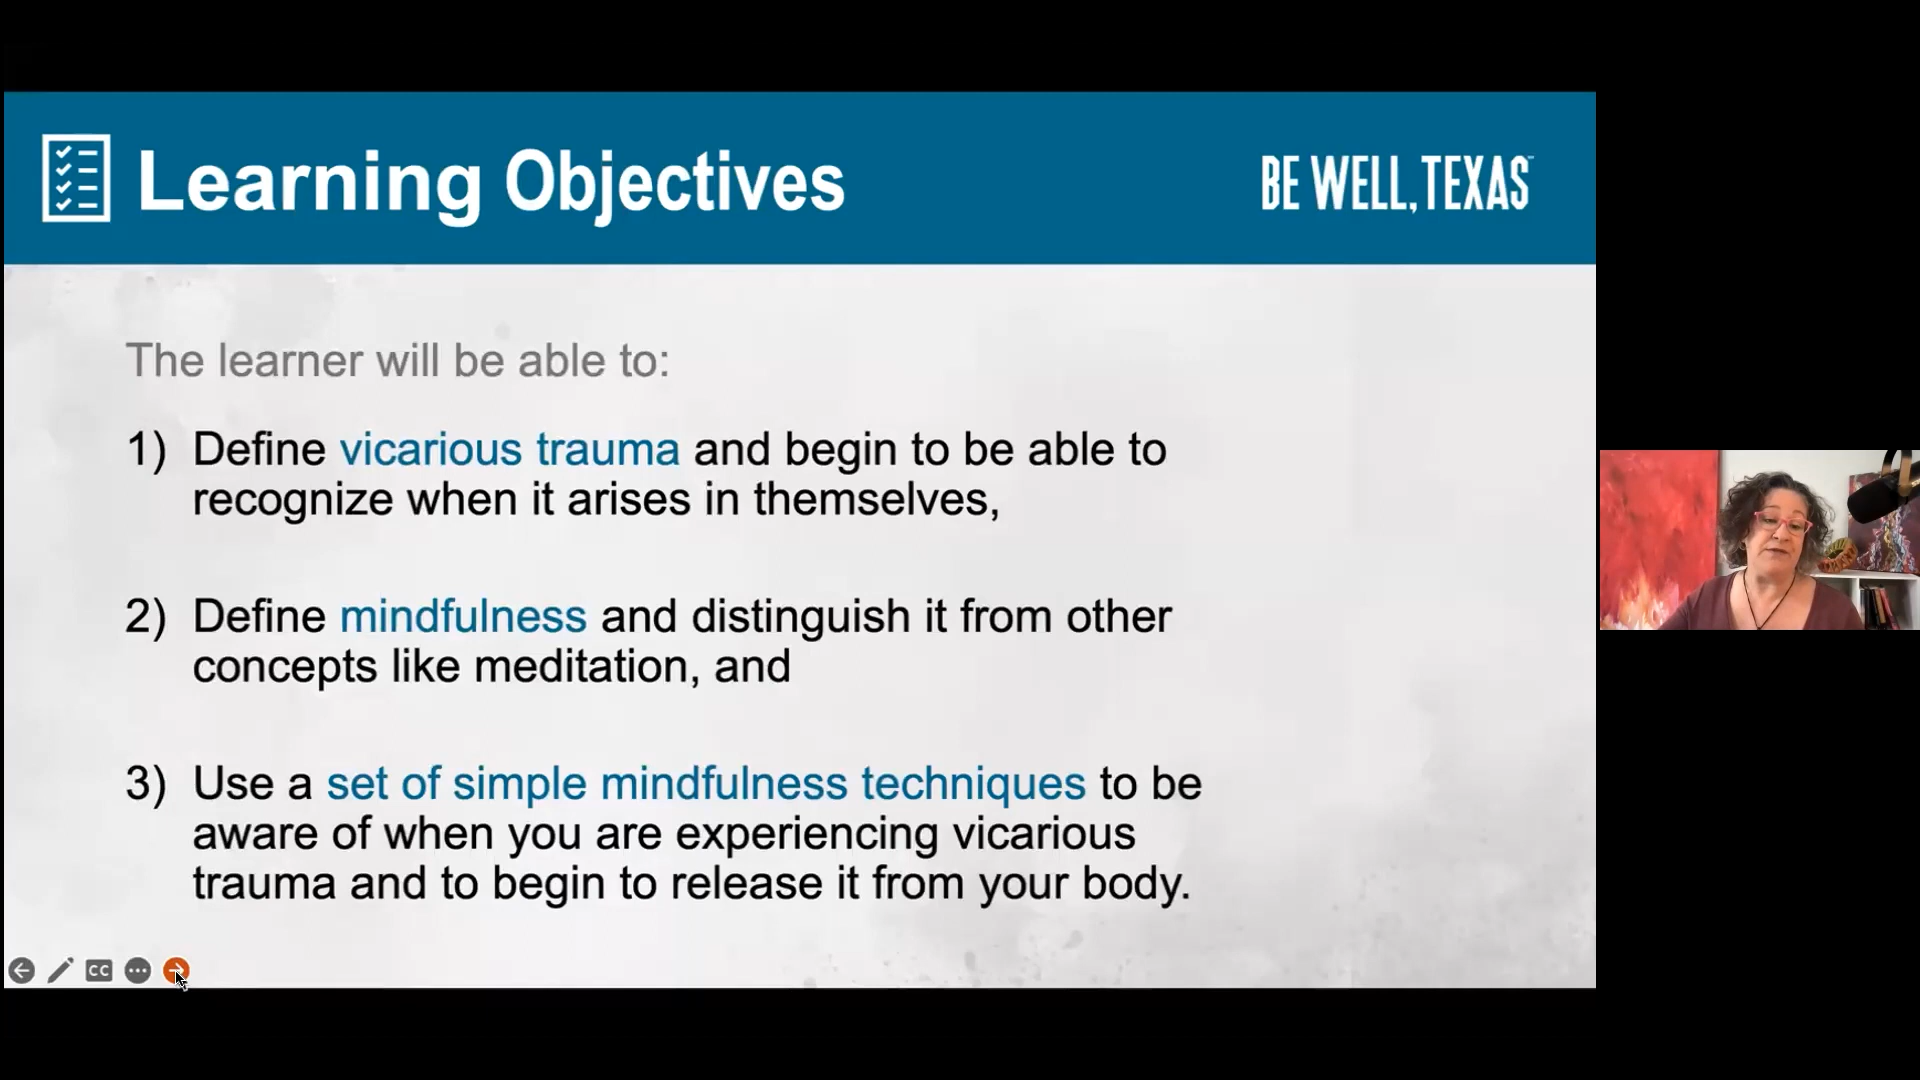 Learning Objectives
BE WELL, TEXAS™
The learner will be able to:
1) Define vicarious trauma and begin to be able to
recognize when it arises in themselves,
2) Define mindfulness and distinguish it from other
concepts like meditation, and
3) Use a set of simple mindfulness techniques to be
aware of when you are experiencing vicarious
trauma and to begin to release it from your body.
CC